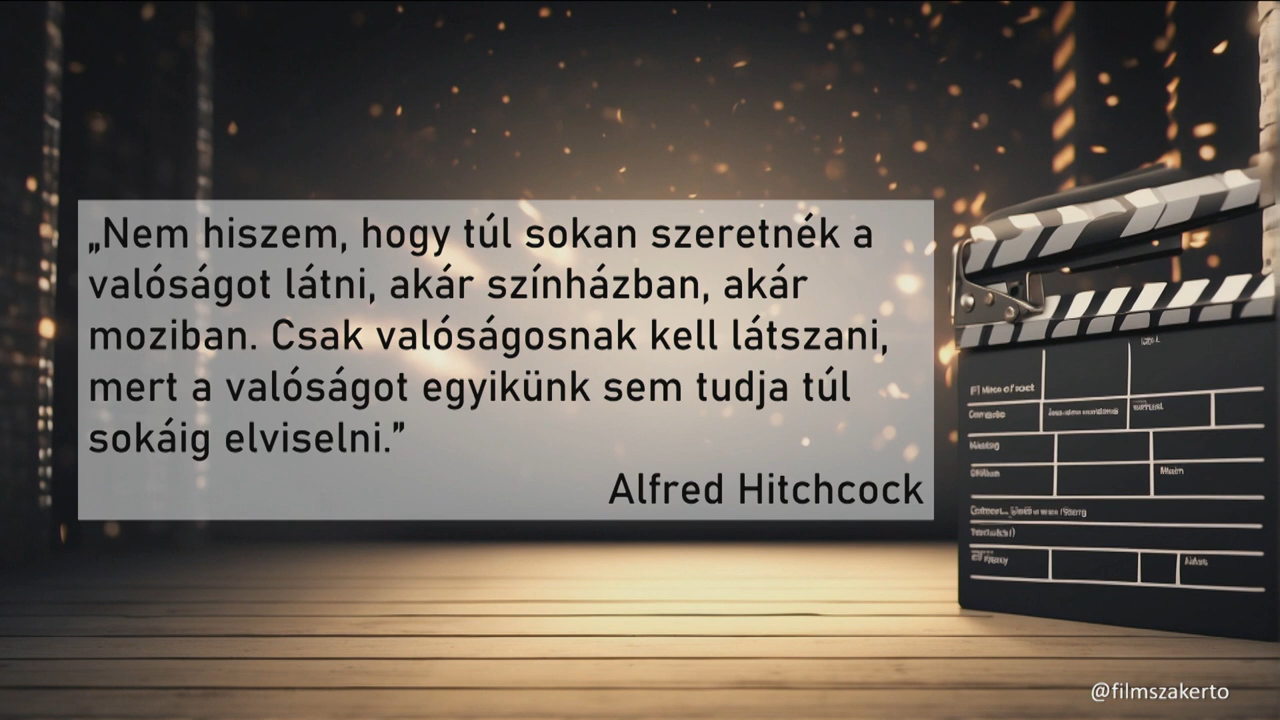 „Nem hiszem, hogy túl sokan szeretnék a
valóságot látni, akár színházban, akár
moziban. Csak valóságosnak kell látszani,
mert a valóságot egyikünk sem tudja túl
sokáig elviselni.”
Alfred Hitchcock
@filmszakerto